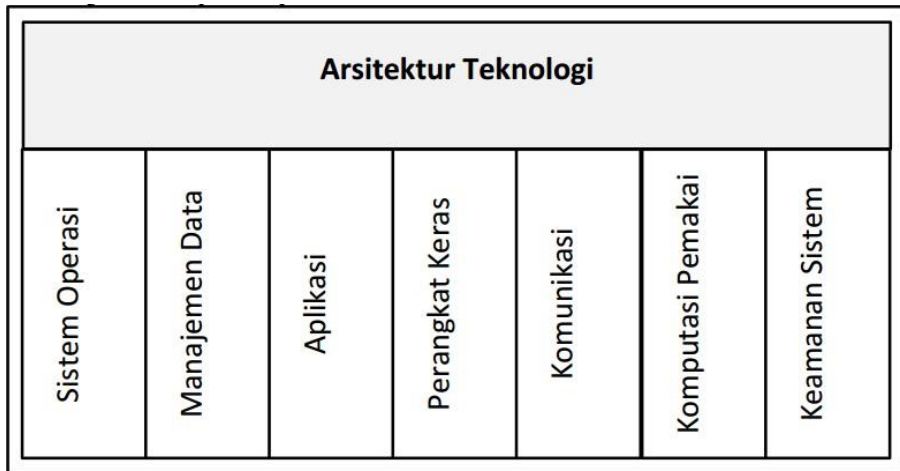 Arsitektur Teknologi
Sistem Operasi
Manajemen Data
Aplikasi
Perangkat Keras
Komunikasi
Komputasi Pemakai
Keamanan Sistem